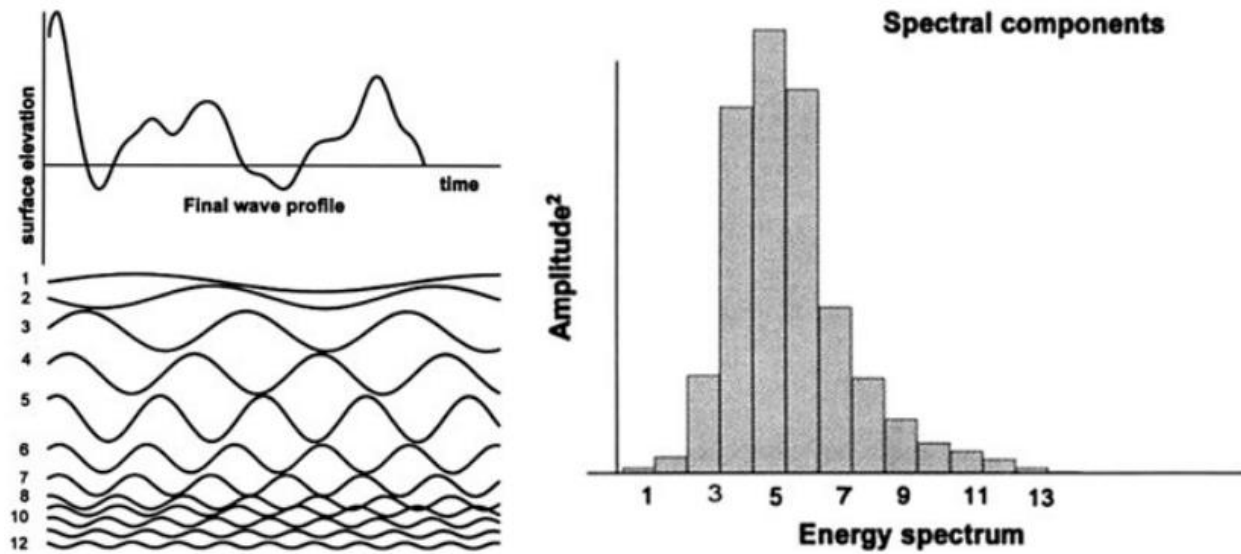 surface elevation
time
Final wave profile
1
2
3
4
5
6
7
8
10
12
Spectral components
Amplitude²
1 3 5 7 9 11 13
Energy spectrum